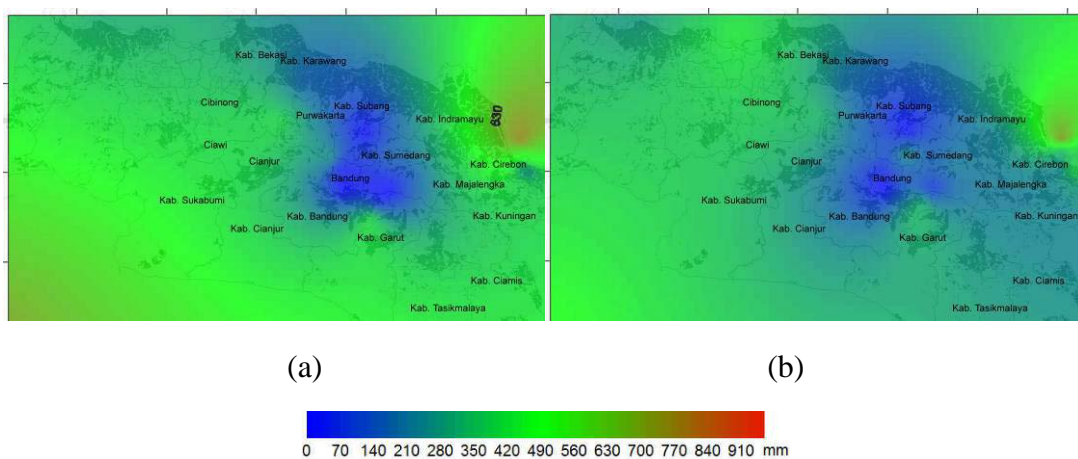 Kab. Bekasi
Kab. Karawang
Cibinong
Kab. Subang
Purwakarta
Kab. Indramayu
630
Ciawi
Cianjur
Kab. Sumedang
Kab. Cirebon
Bandung
Kab. Majalengka
Kab. Sukabumi
Kab. Bandung
Kab. Kuningan
Kab. Cianjur
Kab. Garut
Kab. Ciamis
Kab. Tasikmalaya
Kab. Bekasi
Kab. Karawang
Cibinong
Kab. Subang
Purwakarta
Kab. Indramayu
Ciawi
Cianjur
Kab. Sumedang
Kab. Cirebon
Bandung
Kab. Majalengka
Kab. Sukabumi
Kab. Bandung
Kab. Kuningan
Kab. Cianjur
Kab. Garut
Kab. Ciamis
Kab. Tasikmalaya
(a) (b)
0 70 140 210 280 350 420 490 560 630 700 770 840 910 mm